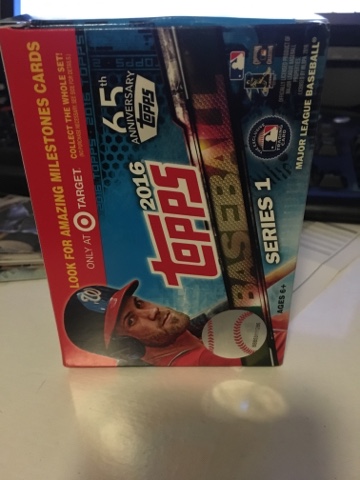 LOOK FOR AMAZING MILESTONES CARDS
COLLECT THE WHOLE SET!
ONLY AT TARGET
65th
ANNIVERSARY
Topps
2016
Topps
BASEBALL
SERIES 1
AGES 6+
MAJOR LEAGUE BASEBALL